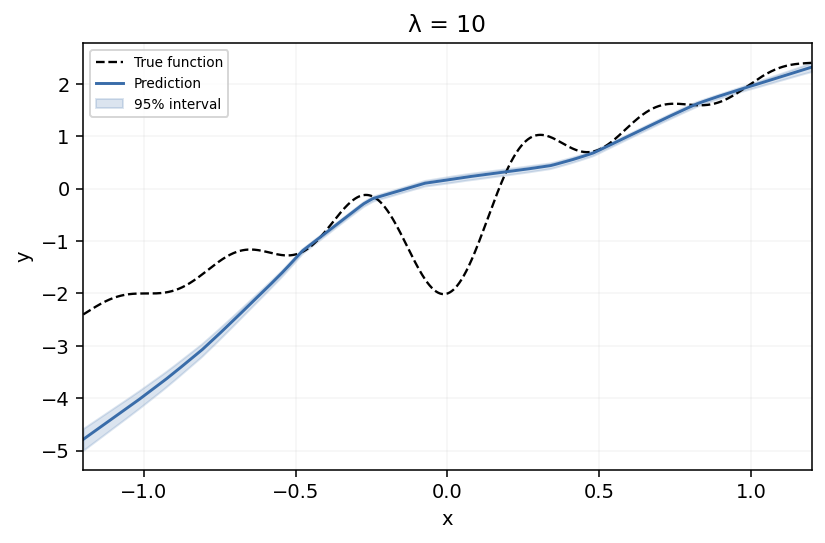 λ = 10
True function
Prediction
95% interval
y
2
1
0
−1
−2
−3
−4
−5
−1.0 −0.5 0.0 0.5 1.0
x